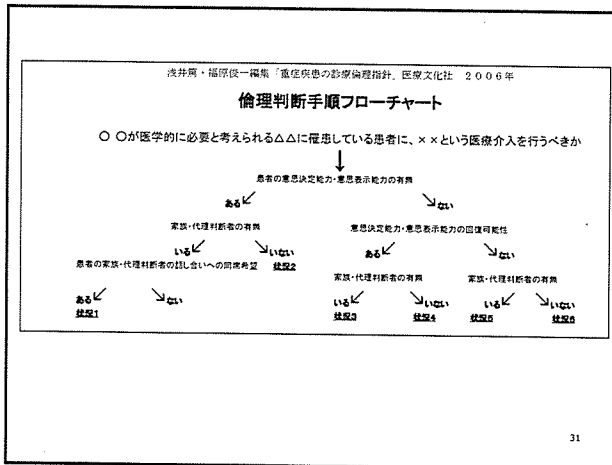 浅井篤・福原俊一編集「重症疾患の診療倫理指針」医療文化社 2006年
倫理判断手順フローチャート
○ ○が医学的に必要と考えられる△△に罹患している患者に、××という医療介入を行うべきか
患者の意思決定能力・意思表示能力の有無
ある ない
家族・代理判断者の有無 意思決定能力・意思表示能力の回復可能性
いる いない ある ない
患者の家族・代理判断者の話し合いへの同席希望 状況2
家族・代理判断者の有無 家族・代理判断者の有無
ある ない いる いない いる いない
状況1 状況3 状況4 状況5 状況6
31